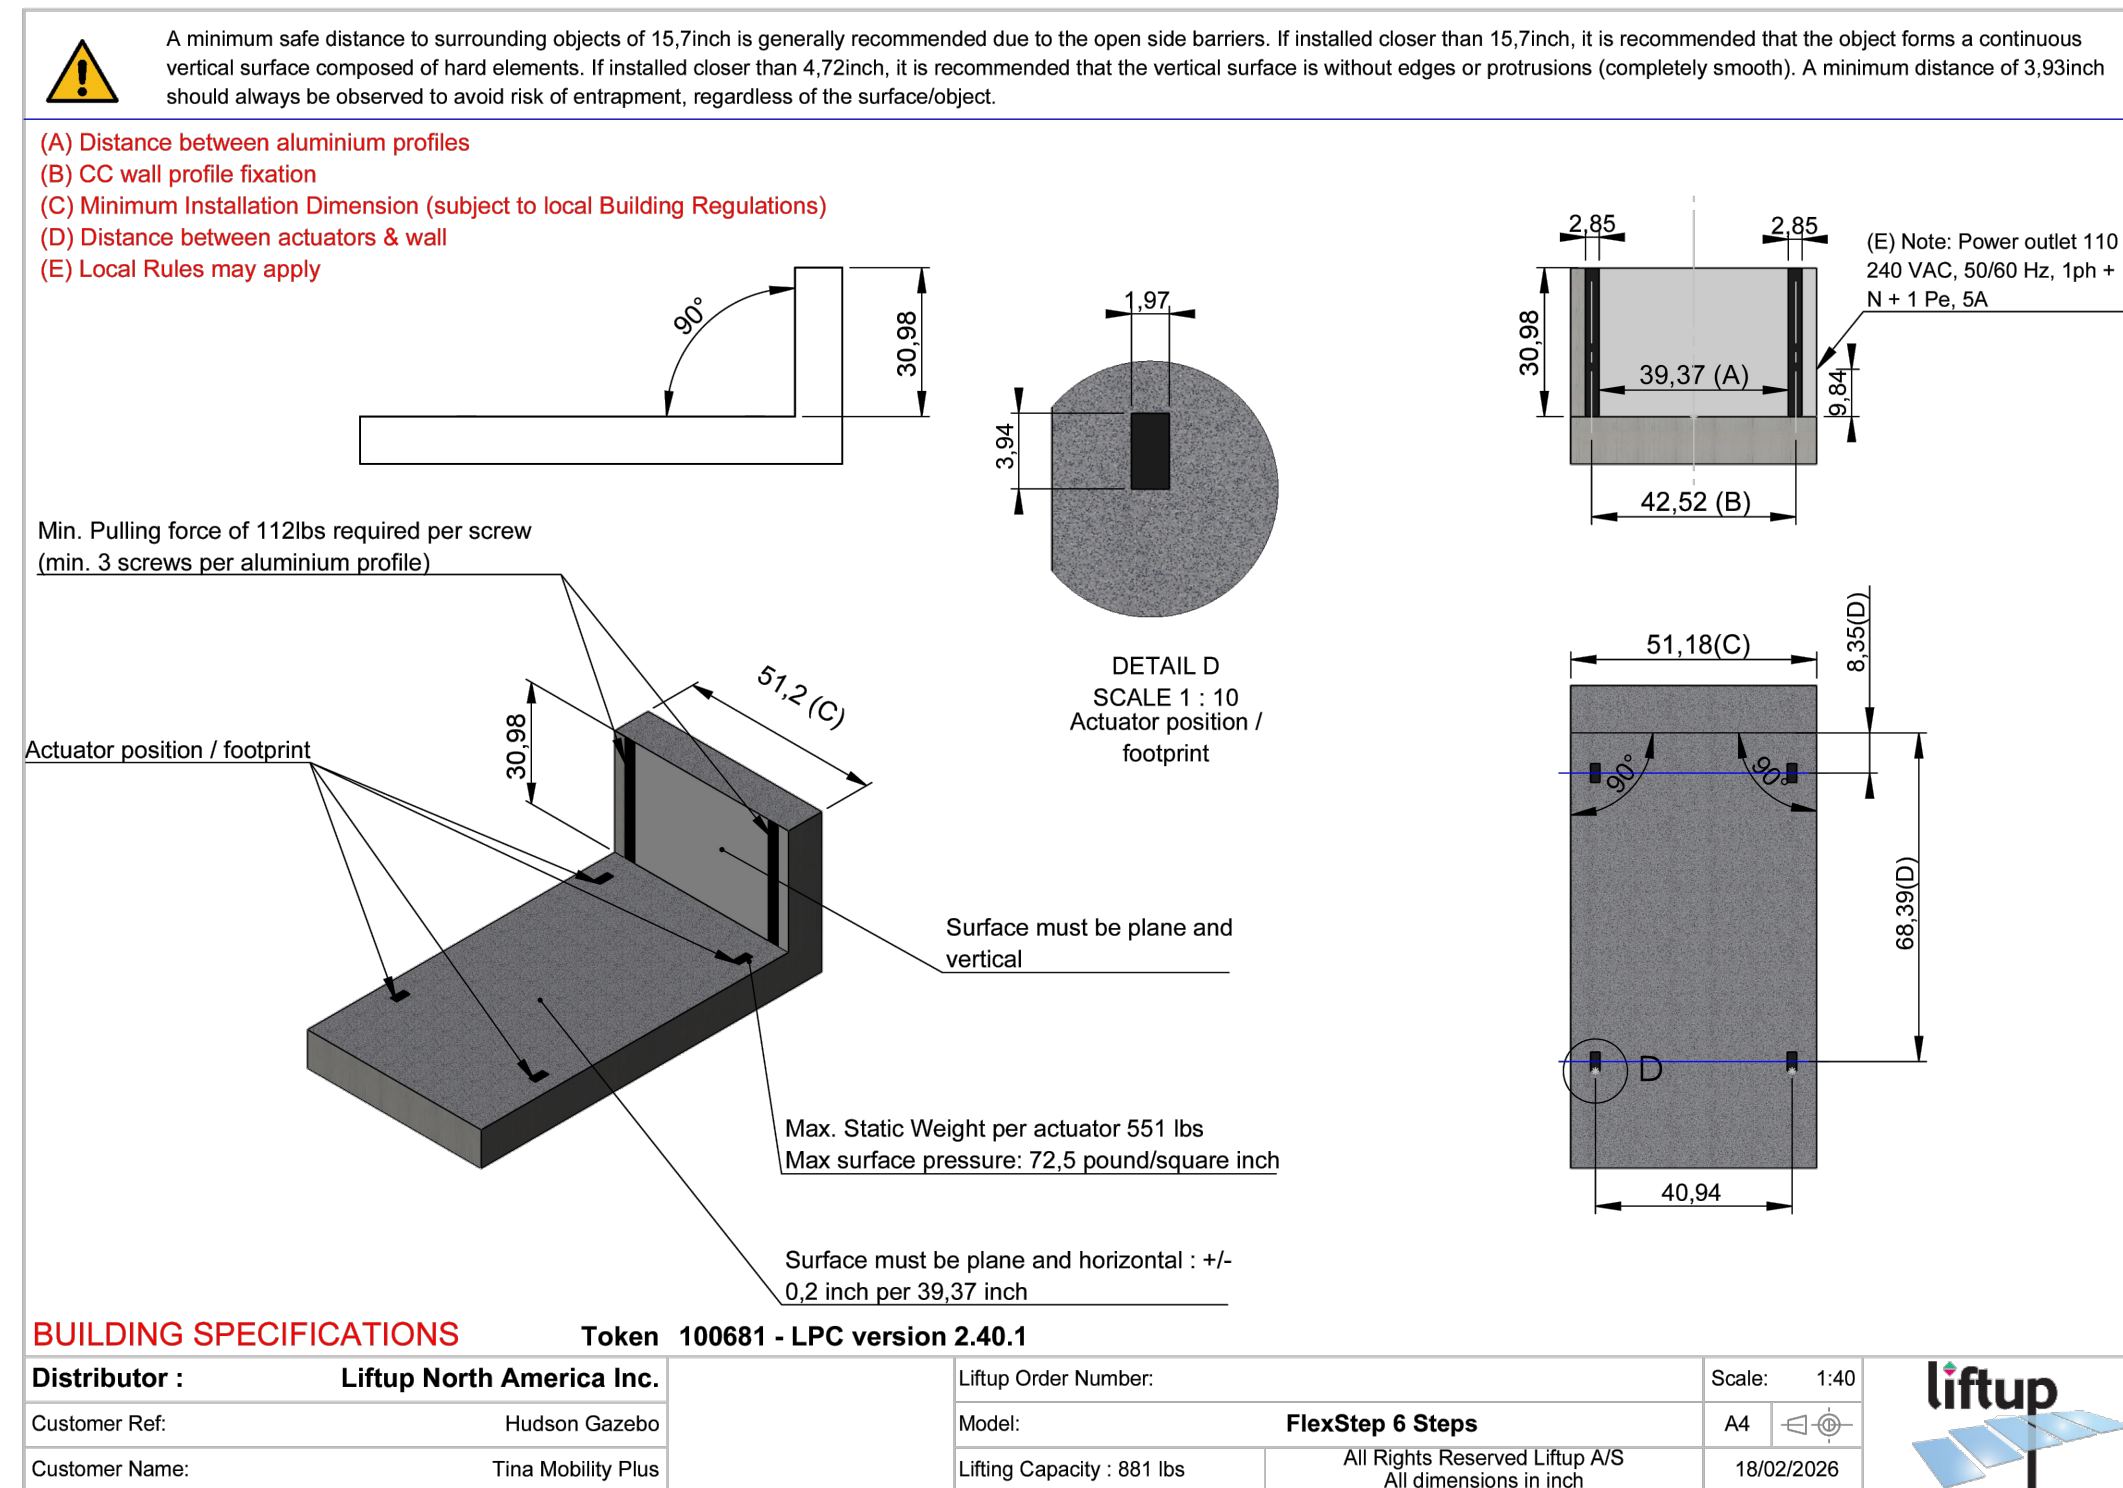 A minimum safe distance to surrounding objects of 15,7inch is generally recommended due to the open side barriers. If installed closer than 15,7inch, it is recommended that the object forms a continuous
vertical surface composed of hard elements. If installed closer than 4,72inch, it is recommended that the vertical surface is without edges or protrusions (completely smooth). A minimum distance of 3,93inch
should always be observed to avoid risk of entrapment, regardless of the surface/object.
(A) Distance between aluminium profiles
(B) CC wall profile fixation
(C) Minimum Installation Dimension (subject to local Building Regulations)
(D) Distance between actuators & wall
(E) Local Rules may apply
90°
30,98
1,97
3,94
DETAIL D
SCALE 1 : 10
Actuator position /
footprint
2,85
2,85
30,98
39,37 (A)
9,84
42,52 (B)
(E) Note: Power outlet 110
240 VAC, 50/60 Hz, 1ph +
N + 1 Pe, 5A
Min. Pulling force of 112lbs required per screw
(min. 3 screws per aluminium profile)
Actuator position / footprint
30,98
51,2 (C)
Surface must be plane and
vertical
Max. Static Weight per actuator 551 lbs
Max surface pressure: 72,5 pound/square inch
Surface must be plane and horizontal : +/-
0,2 inch per 39,37 inch
51,18(C)
8,35(D)
90°
90°
68,39(D)
D
40,94
BUILDING SPECIFICATIONS
Token 100681 - LPC version 2.40.1
Distributor : Liftup North America Inc.
Customer Ref: Hudson Gazebo
Customer Name: Tina Mobility Plus
Liftup Order Number:
Model: FlexStep 6 Steps
Lifting Capacity : 881 lbs
All Rights Reserved Liftup A/S
All dimensions in inch
Scale: 1:40
A4
18/02/2026
liftup